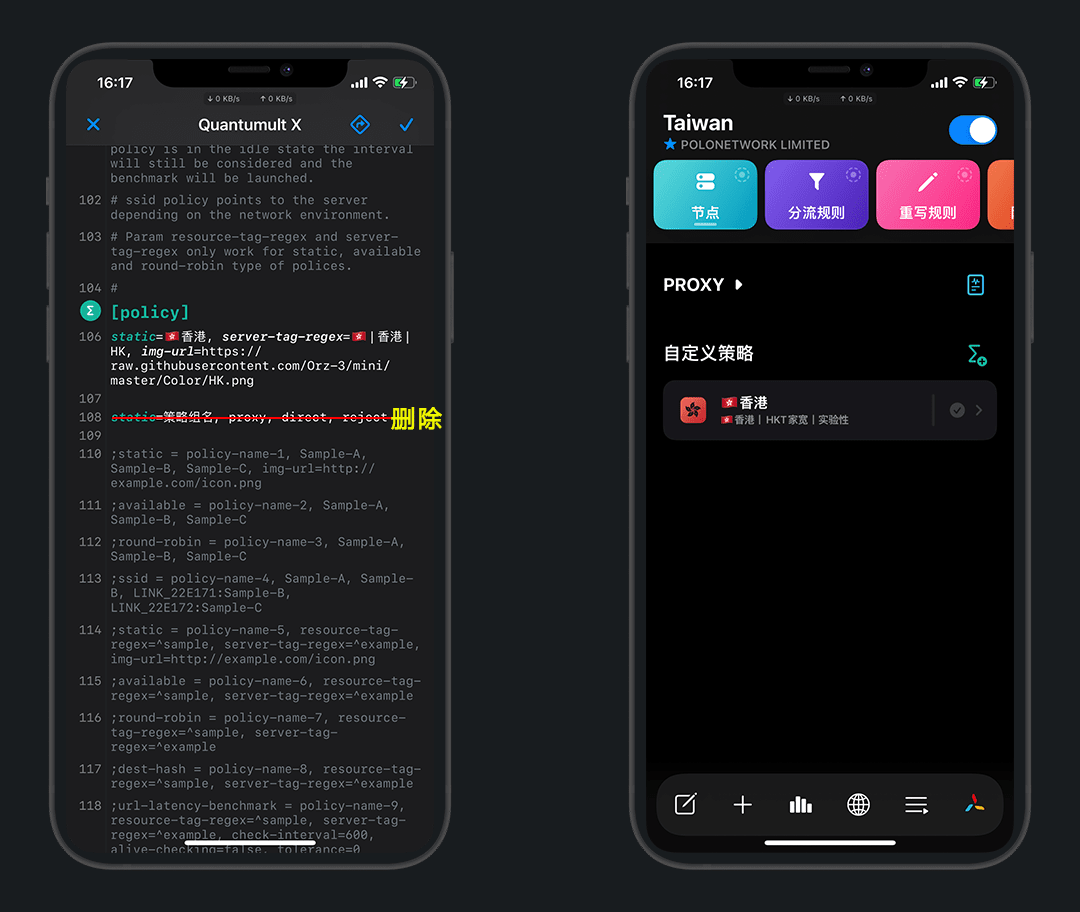 16:17
↓ 0 KB/s ↑ 0 KB/s
Quantumult X
policy is in the idle state the interval
will still be considered and the
benchmark will be launched.
102 # ssid policy points to the server
depending on the network environment.
103 # Param resource-tag-regex and server-
tag-regex only work for static, available
and round-robin type of polices.
104 #
Σ [policy]
106 static=🇭🇰香港, server-tag-regex=🇭🇰|香港|
HK, img-url=https://
raw.githubusercontent.com/Orz-3/mini/
master/Color/HK.png
107
108 static=策略组名, proxy, direct, reject 删除
109
110 ;static = policy-name-1, Sample-A,
Sample-B, Sample-C, img-url=http://
example.com/icon.png
111 ;available = policy-name-2, Sample-A,
Sample-B, Sample-C
112 ;round-robin = policy-name-3, Sample-A,
Sample-B, Sample-C
113 ;ssid = policy-name-4, Sample-A, Sample-
B, LINK_22E171:Sample-B,
LINK_22E172:Sample-C
114 ;static = policy-name-5, resource-tag-
regex=^sample, server-tag-regex=^example,
img-url=http://example.com/icon.png
115 ;available = policy-name-6, resource-tag-
regex=^sample, server-tag-regex=^example
116 ;round-robin = policy-name-7, resource-
tag-regex=^sample, server-tag-
regex=^example
117 ;dest-hash = policy-name-8, resource-tag-
regex=^sample, server-tag-regex=^example
118 ;url-latency-benchmark = policy-name-9,
resource-tag-regex=^sample, server-tag-
regex=^example, check-interval=600,
alive-checking=false, tolerance=0
16:17
↓ 0 KB/s ↑ 0 KB/s
Taiwan
POLONETWORK LIMITED
节点 分流规则 重写规则
PROXY
自定义策略
🇭🇰香港
🇭🇰香港 | HKT家宽 | 实验性